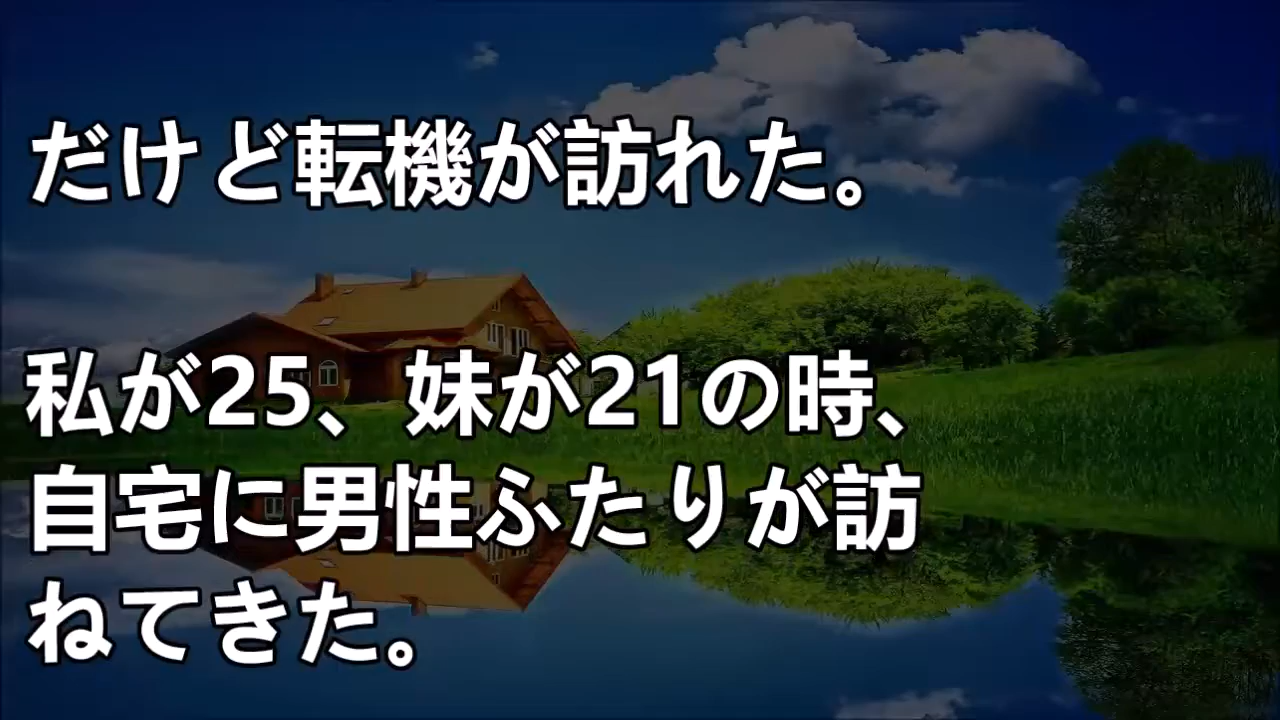 だけど転機が訪れた。
私が25、妹が21の時、
自宅に男性ふたりが訪
ねてきた。